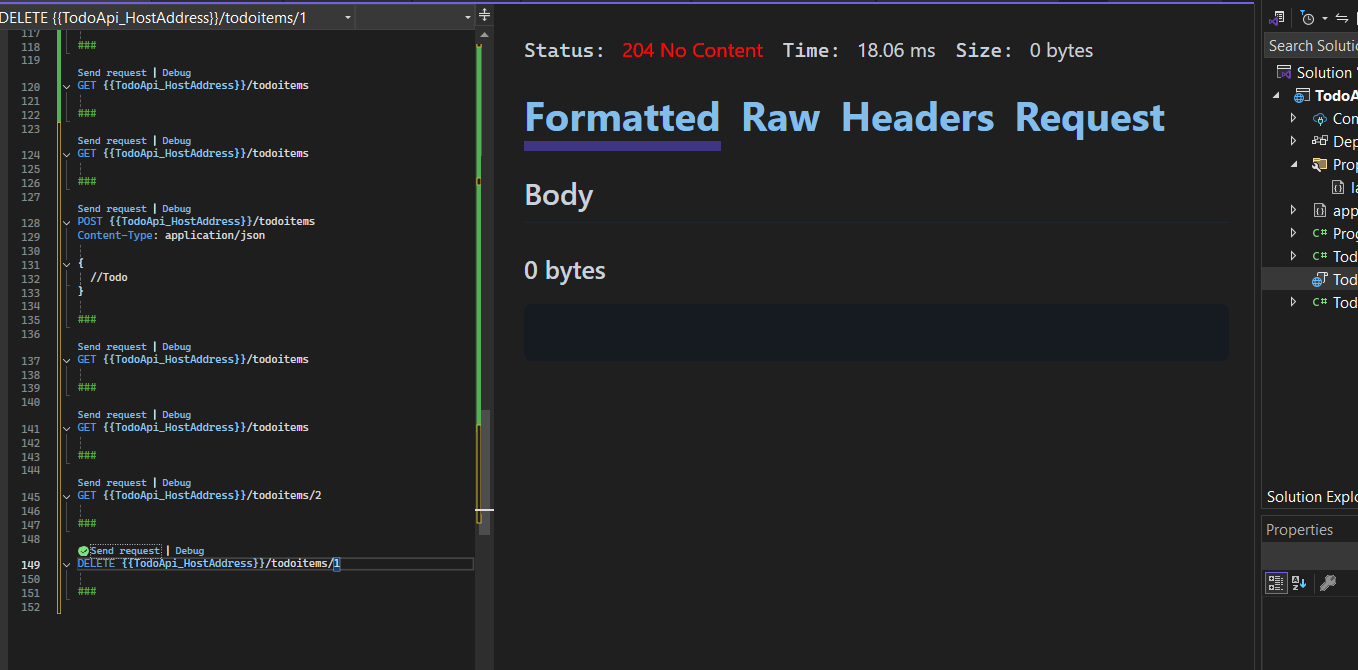 DELETE {{TodoApi_HostAddress}}/todoitems/1
117
118 ###
119
Send request | Debug
120 GET {{TodoApi_HostAddress}}/todoitems
121
122 ###
123
Send request | Debug
124 GET {{TodoApi_HostAddress}}/todoitems
125
126 ###
127
Send request | Debug
128 POST {{TodoApi_HostAddress}}/todoitems
129 Content-Type: application/json
130
131 {
132 //Todo
133 }
134
135 ###
136
Send request | Debug
137 GET {{TodoApi_HostAddress}}/todoitems
138
139 ###
140
Send request | Debug
141 GET {{TodoApi_HostAddress}}/todoitems
142
143 ###
144
Send request | Debug
145 GET {{TodoApi_HostAddress}}/todoitems/2
146
147 ###
148
Send request | Debug
149 DELETE {{TodoApi_HostAddress}}/todoitems/1
150
151 ###
152
Status: 204 No Content Time: 18.06 ms Size: 0 bytes
Formatted Raw Headers Request
Body
0 bytes
Search Solutio
Solution '
TodoA
Con
Dep
Prop
la
app
C# Prog
C# Tod
Tod
C# Tod
Solution Explo
Properties